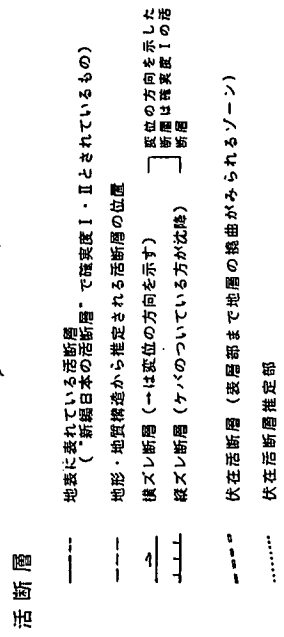 活断層
地表に表れている活断層
(“新編日本の活断層”で確実度Ⅰ・Ⅱとされているもの)
地形・地質構造から推定される活断層の位置
横ズレ断層(→は変位の方向を示す)
縦ズレ断層(ケバのついている方が沈降)
変位の方向を示した
断層は確実度Ⅰの活
断層
伏在活断層(表層部まで地層の撓曲がみられるゾーン)
伏在活断層推定部